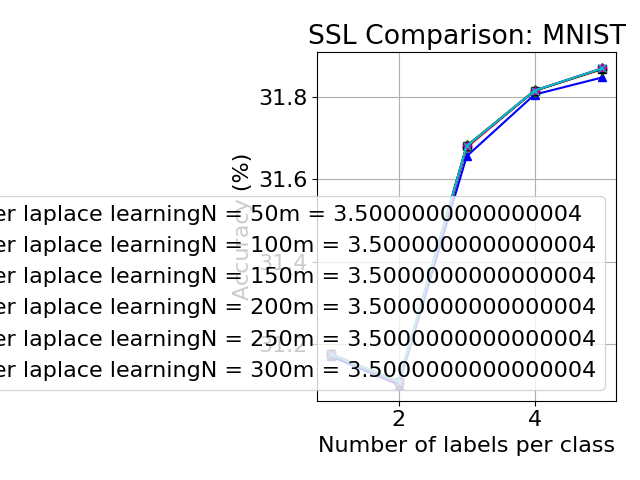 SSL Comparison: MNIST
Accuracy (%)
31.8
31.6
31.4
31.2
er laplace learningN = 50m = 3.5000000000000004
er laplace learningN = 100m = 3.5000000000000004
er laplace learningN = 150m = 3.5000000000000004
er laplace learningN = 200m = 3.5000000000000004
er laplace learningN = 250m = 3.5000000000000004
er laplace learningN = 300m = 3.5000000000000004
2 4
Number of labels per class